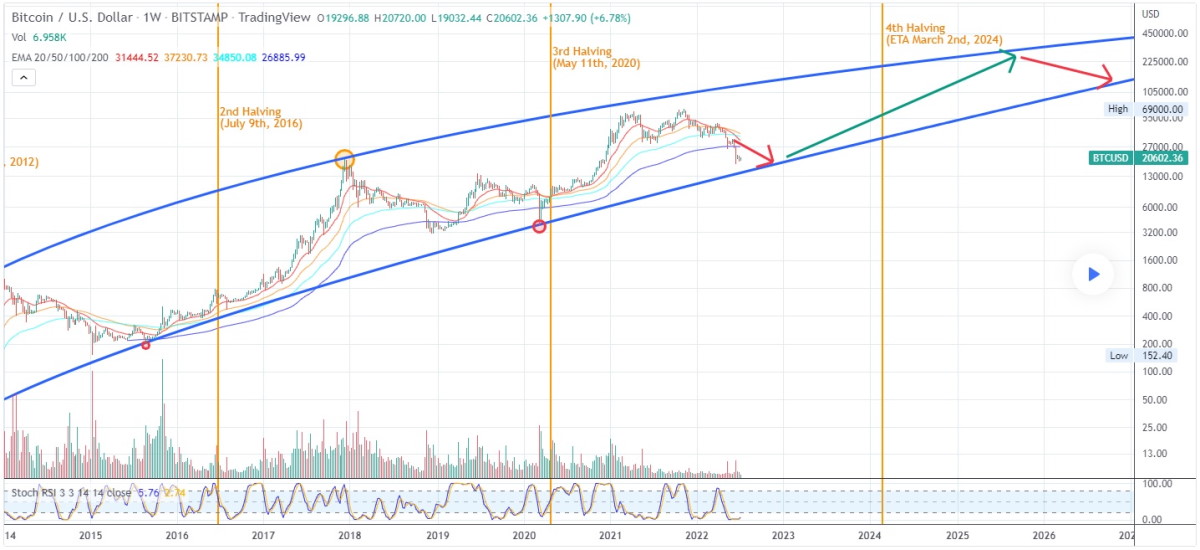 Bitcoin / U.S. Dollar · 1W · BITSTAMP · TradingView O19296.88 H20720.00 L19032.44 C20602.36 +1307.90 (+6.78%)
Vol 6.958K
EMA 20/50/100/200 31444.52 37230.73 34850.08 26885.99
USD
450000.00
225000.00
105000.00
High 69000.00
27000.00
BTCUSD 20602.36
13000.00
6000.00
3200.00
1600.00
800.00
400.00
200.00
Low 152.40
100.00
50.00
25.00
13.00
4th Halving
(ETA March 2nd, 2024)
3rd Halving
(May 11th, 2020)
2nd Halving
(July 9th, 2016)
, 2012)
Stoch RSI 3 3 14 14 close 5.76 2.74
100.00
0.00
14 2015 2016 2017 2018 2019 2020 2021 2022 2023 2024 2025 2026 202